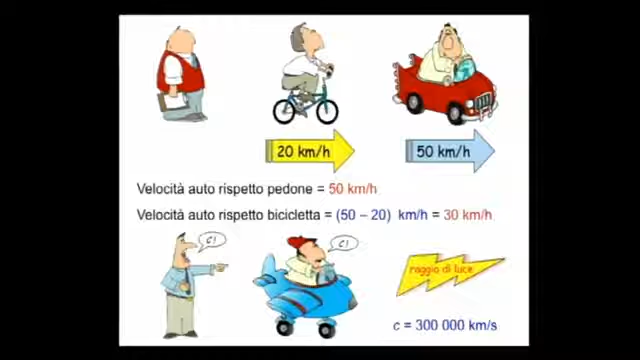 20 km/h
50 km/h
Velocità auto rispetto pedone = 50 km/h
Velocità auto rispetto bicicletta = (50 – 20) km/h = 30 km/h
c!
c!
raggio di luce
c = 300 000 km/s